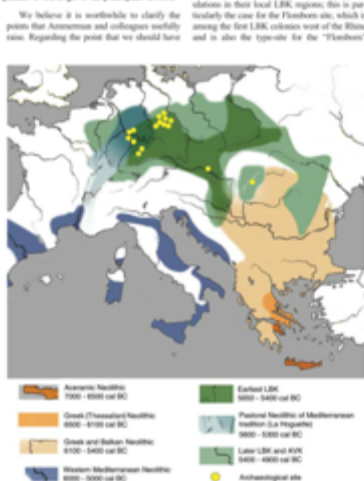 We believe it is worthwhile to clarify the
points that Ammerman and colleagues usefully
raise. Regarding the point that we should have
ulations in their local LBK regions; this is par-
ticularly the case for the Flomborn site, which is
among the first LBK colonies west of the Rhine
and is also the type-site for the "Flomborn"
Aceramic Neolithic
7000 - 6500 cal BC
Greek (Thessalian) Neolithic
6500 - 6100 cal BC
Greek and Balkan Neolithic
6100 - 5400 cal BC
Western Mediterranean Neolithic
6000 - 5000 cal BC
Earliest LBK
5650 - 5400 cal BC
Pastoral Neolithic of Mediterranean
tradition (La Hoguette)
5600 - 5300 cal BC
Later LBK and AVK
5400 - 4900 cal BC
Archaeological site